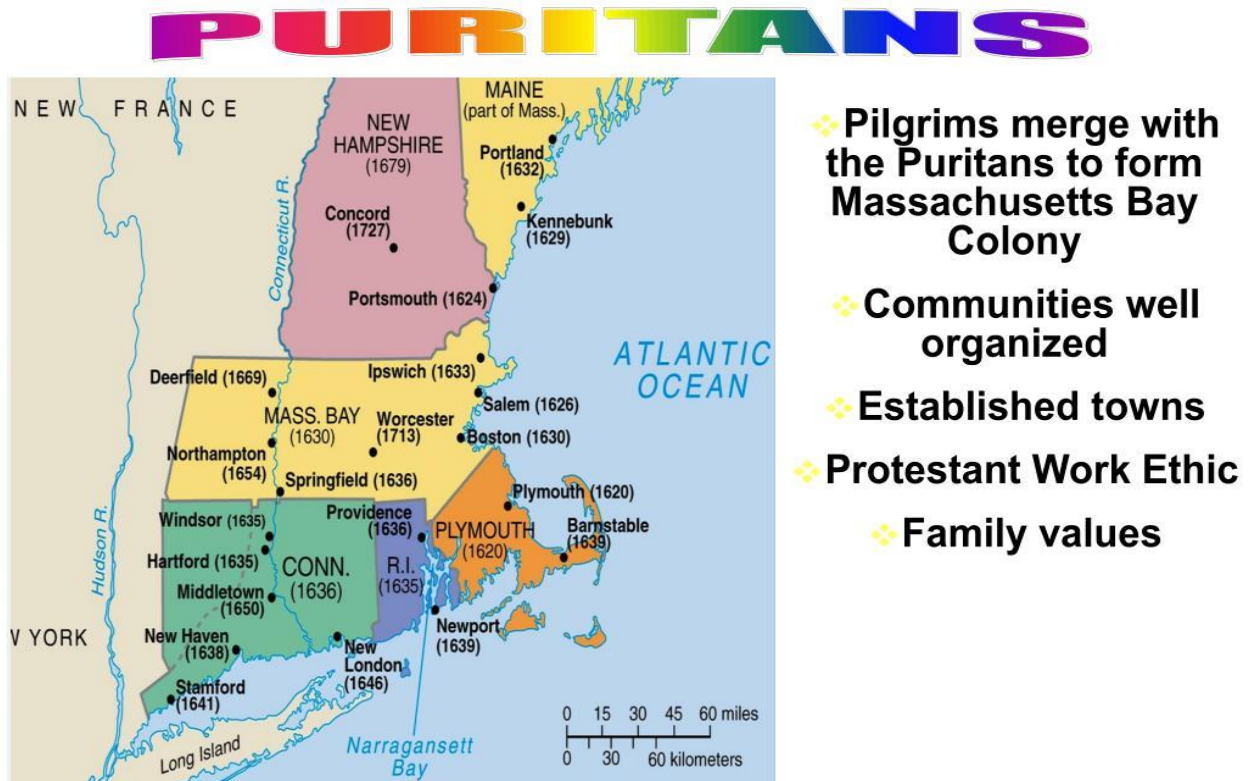 PURITANS
NEW FRANCE
MAINE
(part of Mass.)
NEW
HAMPSHIRE
(1679)
Portland
(1632)
Connecticut R.
Concord
(1727)
Kennebunk
(1629)
Portsmouth (1624)
ATLANTIC
OCEAN
Deerfield (1669)
Ipswich (1633)
MASS. BAY
(1630)
Salem (1626)
Worcester
(1713)
Boston (1630)
Northampton
(1654)
Springfield (1636)
Hudson R.
Windsor (1635)
Providence
(1636)
Plymouth (1620)
PLYMOUTH
(1620)
Barnstable
(1639)
Hartford (1635)
CONN.
(1636)
R.I.
(1635)
Middletown
(1650)
W YORK
New Haven
(1638)
New
London
(1646)
Newport
(1639)
Stamford
(1641)
Long Island
Narragansett
Bay
0 15 30 45 60 miles
0 30 60 kilometers
Pilgrims merge with
the Puritans to form
Massachusetts Bay
Colony
Communities well
organized
Established towns
Protestant Work Ethic
Family values